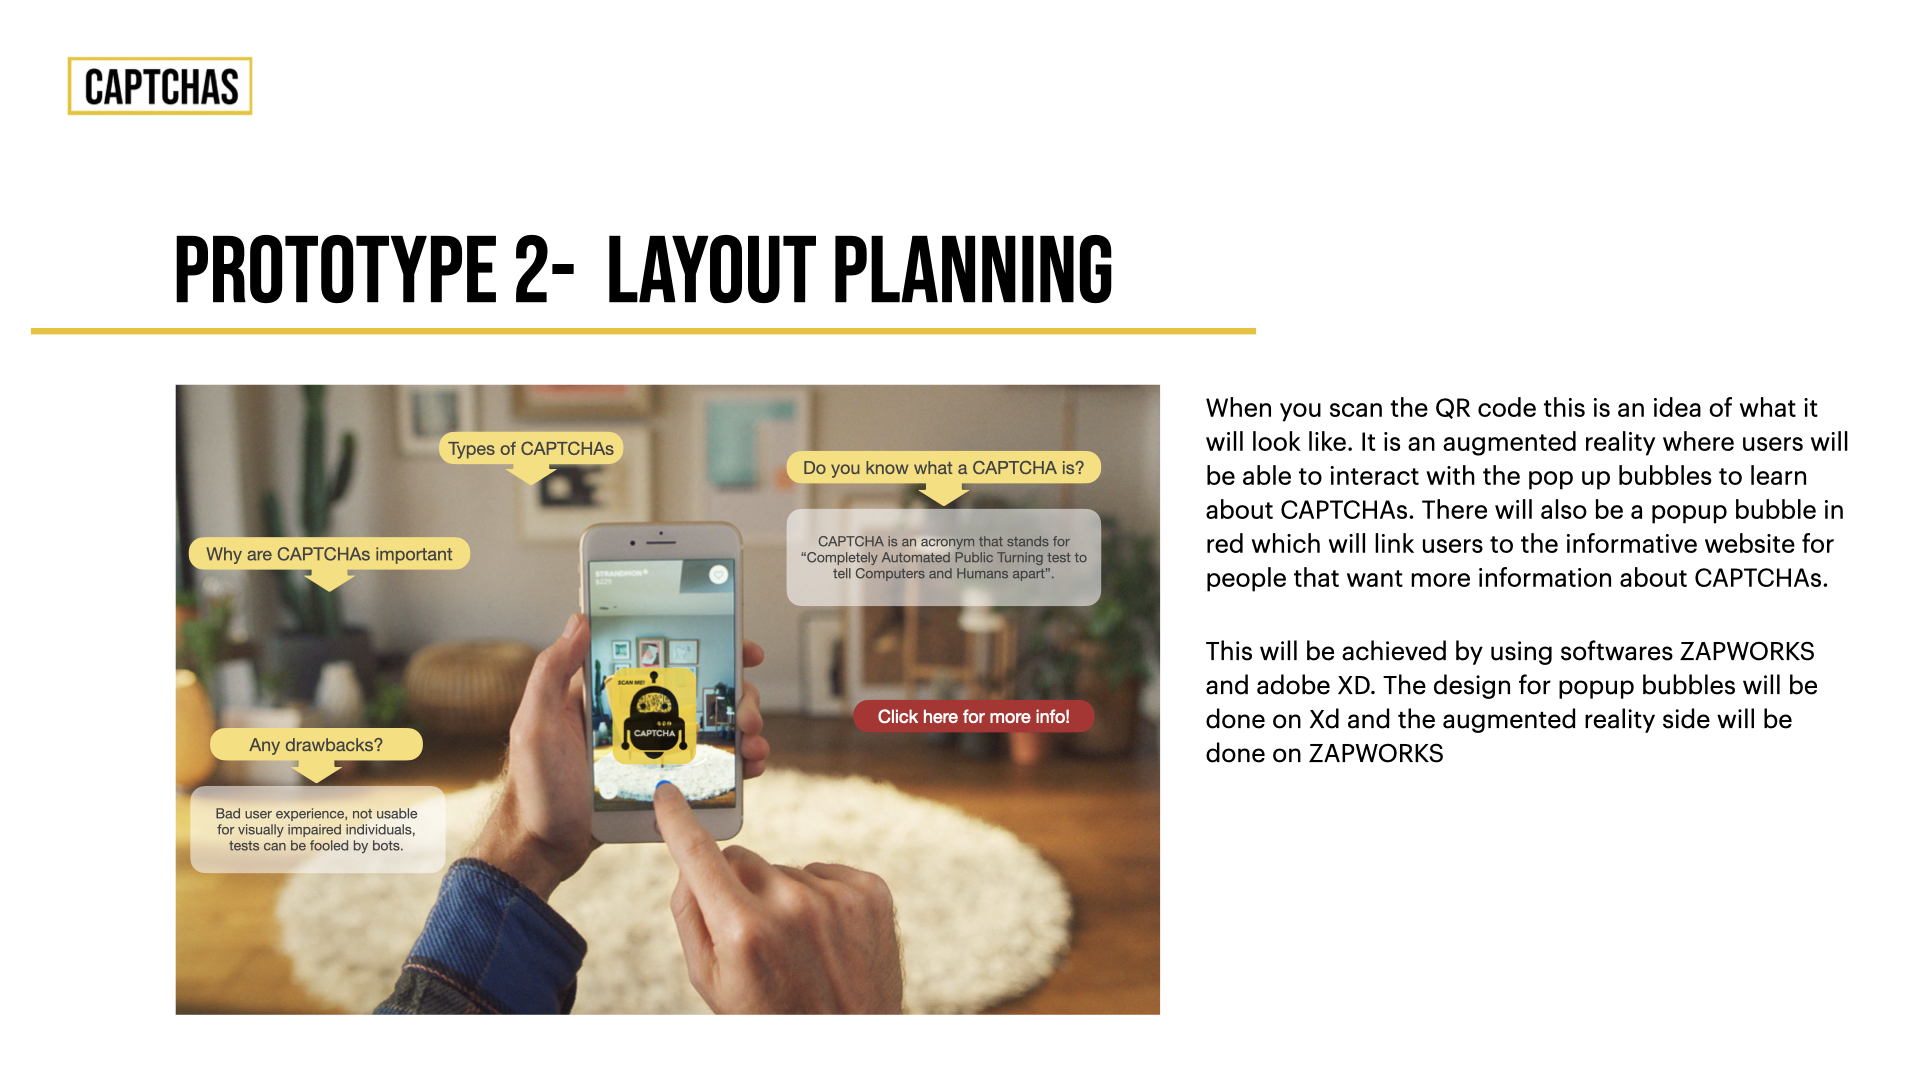 CAPTCHAS
PROTOTYPE 2- LAYOUT PLANNING
Types of CAPTCHAs
Do you know what a CAPTCHA is?
CAPTCHA is an acronym that stands for
“Completely Automated Public Turning test to
tell Computers and Humans apart”.
Why are CAPTCHAs important
STRANDMON
$229
SCAN ME!
CAPTCHA
Click here for more info!
Any drawbacks?
Bad user experience, not usable
for visually impaired individuals,
tests can be fooled by bots.
When you scan the QR code this is an idea of what it
will look like. It is an augmented reality where users will
be able to interact with the pop up bubbles to learn
about CAPTCHAs. There will also be a popup bubble in
red which will link users to the informative website for
people that want more information about CAPTCHAs.
This will be achieved by using softwares ZAPWORKS
and adobe XD. The design for popup bubbles will be
done on Xd and the augmented reality side will be
done on ZAPWORKS